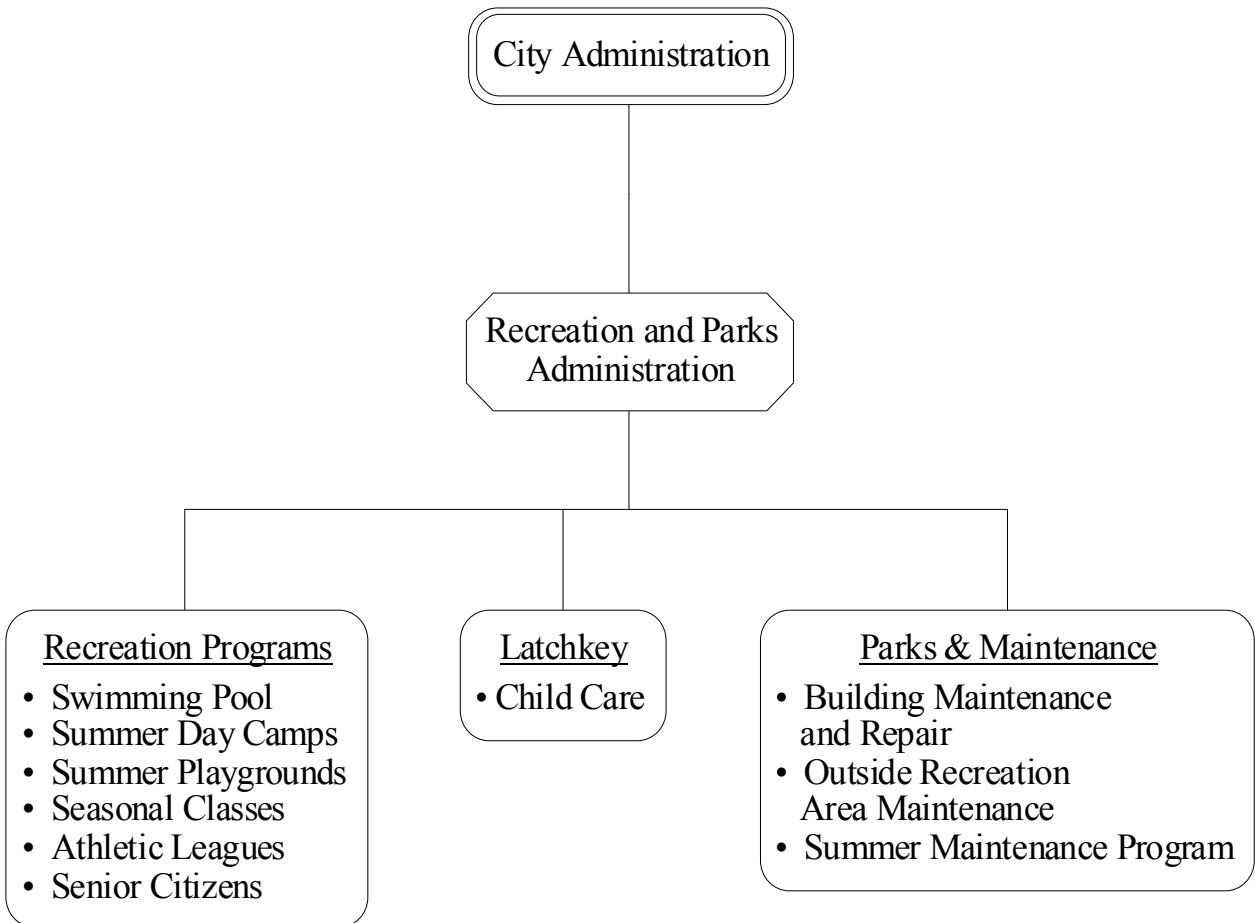 City Administration
Recreation and Parks
Administration
Recreation Programs
• Swimming Pool
• Summer Day Camps
• Summer Playgrounds
• Seasonal Classes
• Athletic Leagues
• Senior Citizens
Latchkey
• Child Care
Parks & Maintenance
• Building Maintenance
and Repair
• Outside Recreation
Area Maintenance
• Summer Maintenance Program